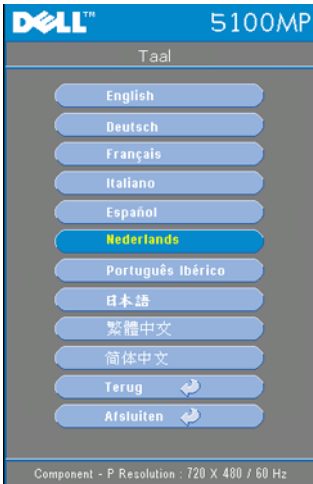 DELL™
5100MP
Taal
English
Deutsch
Français
Italiano
Español
Nederlands
Português Ibérico
日本語
繁體中文
简体中文
Terug
Afsluiten
Component - P Resolution : 720 X 480 / 60 Hz